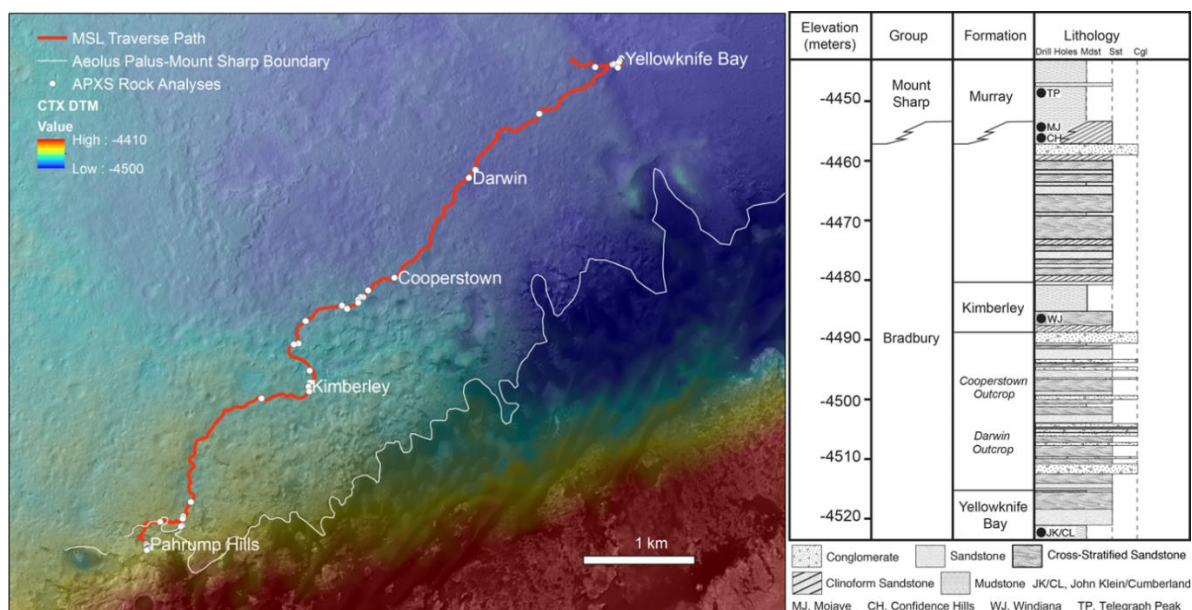 MSL Traverse Path
Aeolus Palus-Mount Sharp Boundary
APXS Rock Analyses
CTX DTM
Value
High : -4410
Low : -4500
Yellowknife Bay
Darwin
Cooperstown
Kimberley
Pahrump Hills
1 km
Elevation
(meters)
Group
Formation
Lithology
Drill Holes Mdst Sst Cgl
-4450
-4460
-4470
-4480
-4490
-4500
-4510
-4520
Mount
Sharp
Bradbury
Murray
Kimberley
Cooperstown
Outcrop
Darwin
Outcrop
Yellowknife
Bay
TP
MJ
CH
WJ
JK/CL
Conglomerate Sandstone Cross-Stratified Sandstone
Clinoform Sandstone Mudstone JK/CL, John Klein/Cumberland
MJ, Mojave CH, Confidence Hills WJ, Windjana TP, Telegraph Peak